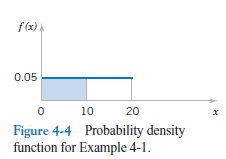 f(x)
0.05
0 10 20 x
Figure 4-4 Probability density
function for Example 4-1.